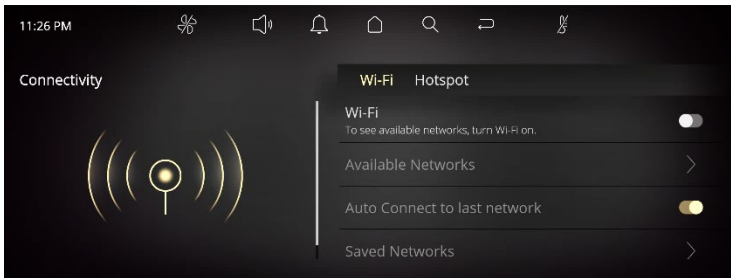 11:26 PM
Connectivity
Wi-Fi Hotspot
Wi-Fi
To see available networks, turn Wi-Fi on.
Available Networks
Auto Connect to last network
Saved Networks